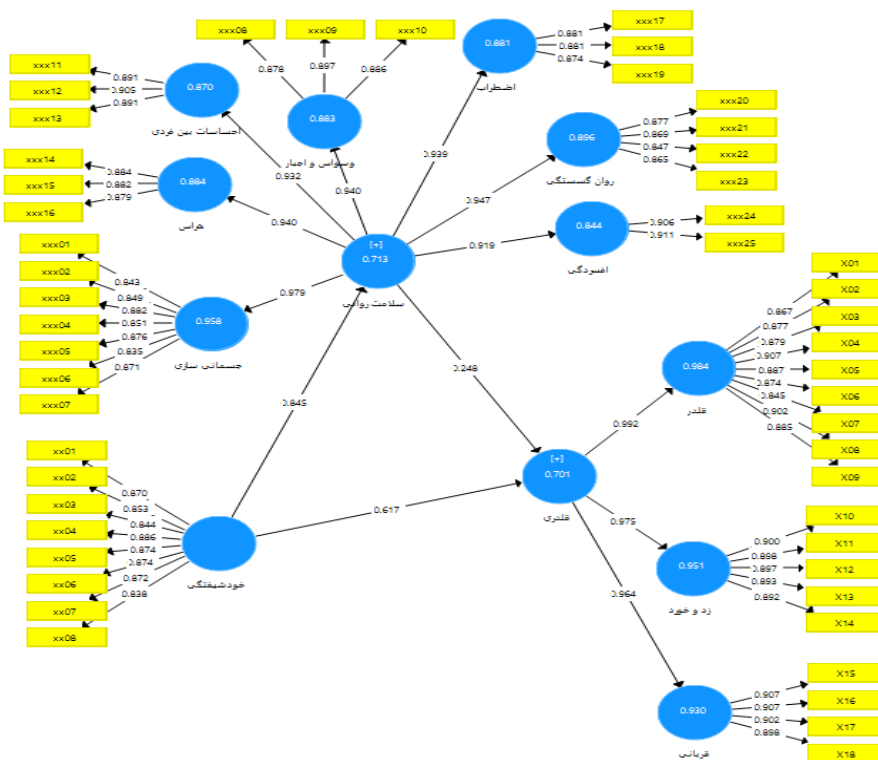 xxx08
xxx09
xxx10
0.878
0.897
0.886
0.883
وسواس و اجبار
xxx17
xxx18
xxx19
0.881
0.881
0.874
0.881
اضطراب
xxx11
xxx12
xxx13
0.891
0.905
0.891
0.870
احساسات بین فردی
xxx20
xxx21
xxx22
xxx23
0.877
0.869
0.847
0.865
0.896
روان گسستگی
xxx14
xxx15
xxx16
0.884
0.882
0.879
0.884
هراس
xxx24
xxx25
0.906
0.911
0.844
افسردگی
0.932
0.940
0.939
0.947
0.940
0.919
0.979
[+]
0.713
سلامت روانی
xxx01
xxx02
xxx03
xxx04
xxx05
xxx06
xxx07
0.843
0.849
0.882
0.851
0.876
0.835
0.871
0.958
جسمانی سازی
X01
X02
X03
X04
X05
X06
X07
X08
X09
0.867
0.877
0.879
0.907
0.887
0.874
0.845
0.902
0.885
0.984
قلدر
0.845
0.248
0.992
0.617
0.975
0.964
[+]
0.701
قلدری
xx01
xx02
xx03
xx04
xx05
xx06
xx07
xx08
0.870
0.853
0.844
0.886
0.874
0.874
0.872
0.838
خودشیفتگی
X10
X11
X12
X13
X14
0.900
0.898
0.897
0.893
0.892
0.951
زد و خورد
X15
X16
X17
X18
0.907
0.907
0.902
0.898
0.930
قربانی